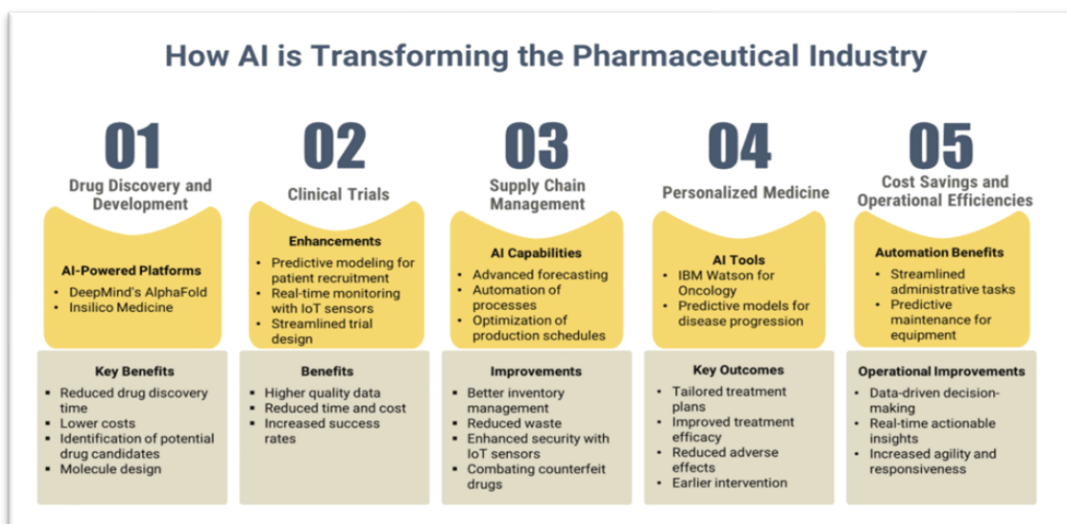 How AI is Transforming the Pharmaceutical Industry
01
Drug Discovery and
Development
AI-Powered Platforms
• DeepMind's AlphaFold
• Insilico Medicine
Key Benefits
▪ Reduced drug discovery
time
▪ Lower costs
▪ Identification of potential
drug candidates
▪ Molecule design
02
Clinical Trials
Enhancements
• Predictive modeling for
patient recruitment
• Real-time monitoring
with IoT sensors
• Streamlined trial
design
Benefits
▪ Higher quality data
▪ Reduced time and cost
▪ Increased success
rates
03
Supply Chain
Management
AI Capabilities
• Advanced forecasting
• Automation of
processes
• Optimization of
production schedules
Improvements
▪ Better inventory
management
▪ Reduced waste
▪ Enhanced security with
IoT sensors
▪ Combating counterfeit
drugs
04
Personalized Medicine
AI Tools
• IBM Watson for
Oncology
• Predictive models for
disease progression
Key Outcomes
• Tailored treatment
plans
• Improved treatment
efficacy
• Reduced adverse
effects
• Earlier intervention
05
Cost Savings and
Operational Efficiencies
Automation Benefits
• Streamlined
administrative tasks
• Predictive
maintenance for
equipment
Operational Improvements
• Data-driven decision-
making
• Real-time actionable
insights
• Increased agility and
responsiveness